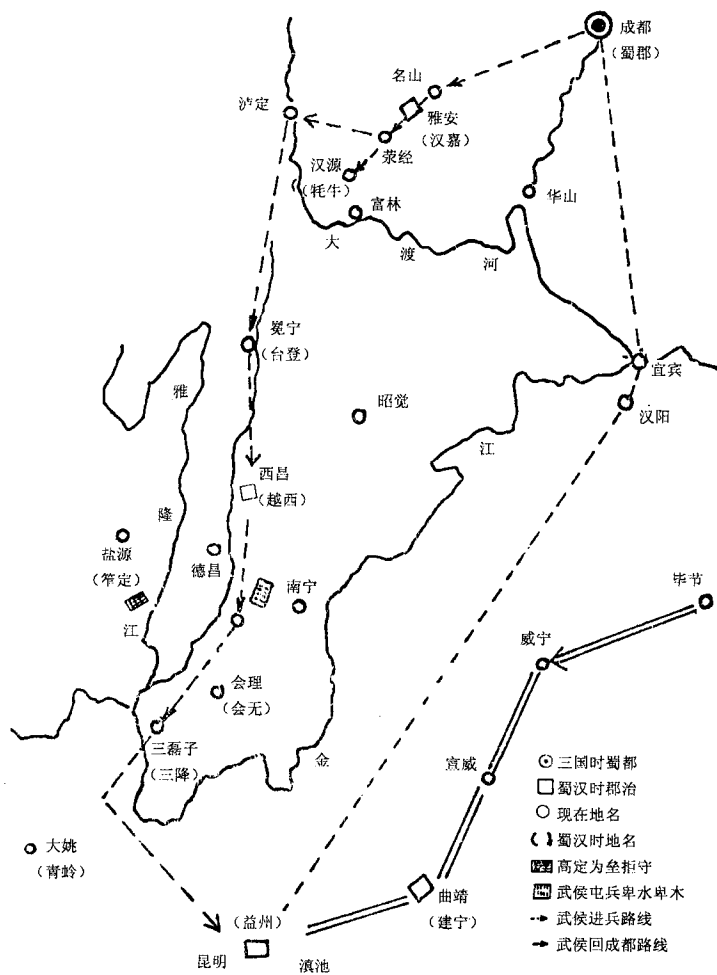 成都
(蜀郡)
名山
泸定
雅安
(汉嘉)
荥经
汉源
(牦牛)
华山
富林
大渡河
冕宁
(台登)
宜宾
雅隆江
昭觉
汉阳
江
西昌
(越西)
盐源
(笮定)
德昌
南宁
毕节
威宁
会理
(会无)
三磊子
(三降)
金
宣威
大姚
(青蛉)
曲靖
(建宁)
(益州)
昆明
滇池
三国时蜀都
蜀汉时郡治
现在地名
蜀汉时地名
高定为垒拒守
武侯屯兵卑水卑木
武侯进兵路线
武侯回成都路线